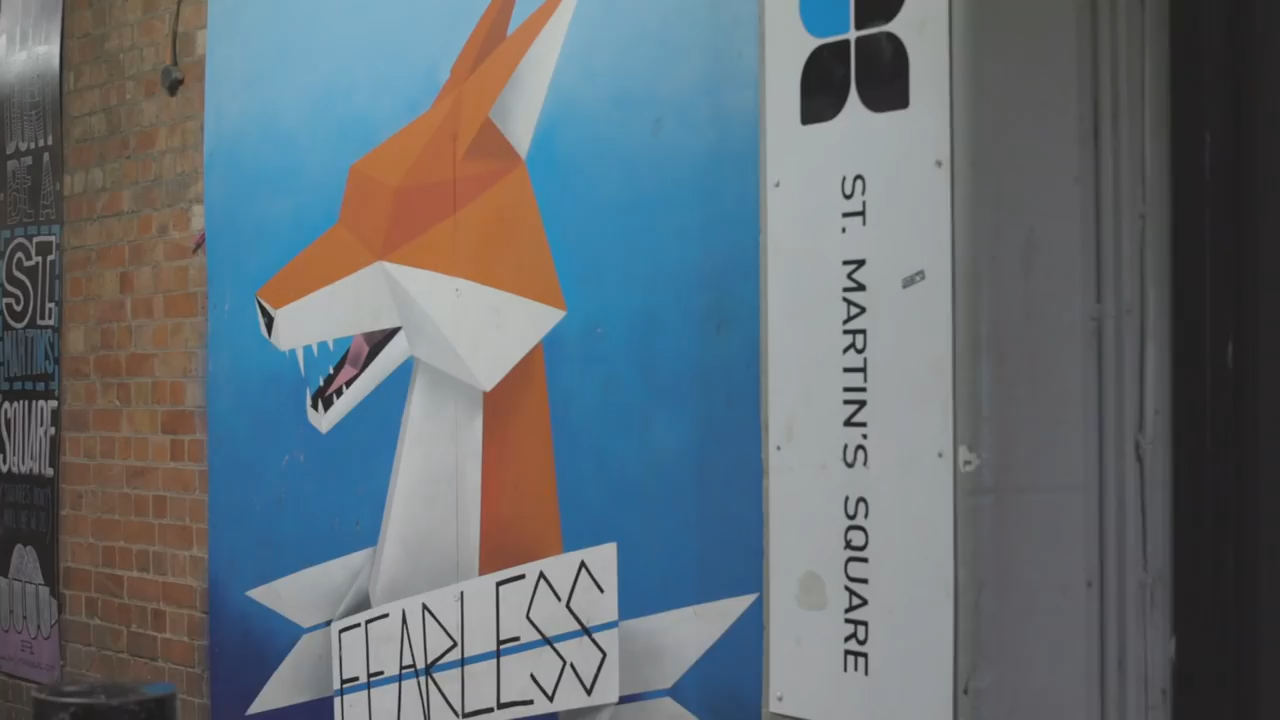 DON'T
BE A
ST.
MARTIN'S
SQUARE
FEARLESS
ST. MARTIN'S SQUARE